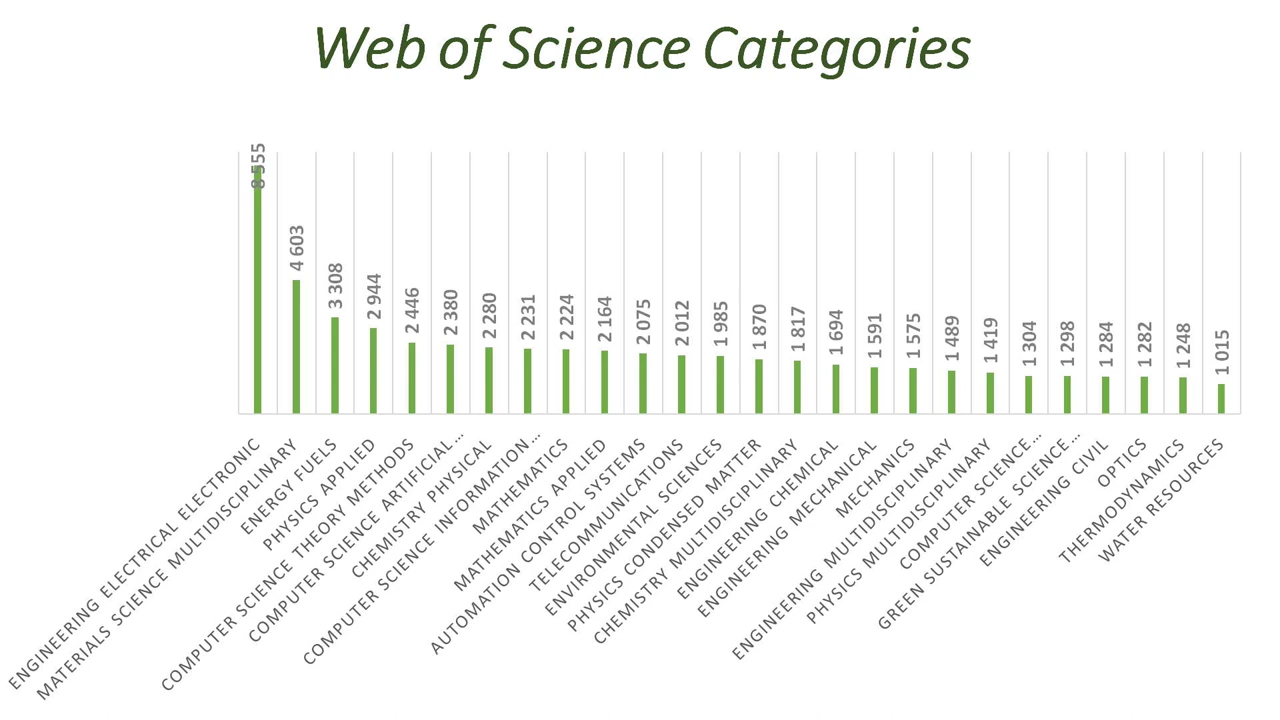 Web of Science Categories
8 555
4 603
3 308
2 944
2 446
2 380
2 280
2 231
2 224
2 164
2 075
2 012
1 985
1 870
1 817
1 694
1 591
1 575
1 489
1 419
1 304
1 298
1 284
1 282
1 248
1 015
ENGINEERING ELECTRICAL ELECTRONIC
MATERIALS SCIENCE MULTIDISCIPLINARY
ENERGY FUELS
PHYSICS APPLIED
COMPUTER SCIENCE THEORY METHODS
COMPUTER SCIENCE ARTIFICIAL...
CHEMISTRY PHYSICAL
COMPUTER SCIENCE INFORMATION...
MATHEMATICS
MATHEMATICS APPLIED
AUTOMATION CONTROL SYSTEMS
TELECOMMUNICATIONS
ENVIRONMENTAL SCIENCES
PHYSICS CONDENSED MATTER
CHEMISTRY MULTIDISCIPLINARY
ENGINEERING CHEMICAL
ENGINEERING MECHANICAL
MECHANICS
ENGINEERING MULTIDISCIPLINARY
PHYSICS MULTIDISCIPLINARY
COMPUTER SCIENCE...
GREEN SUSTAINABLE SCIENCE...
ENGINEERING CIVIL
OPTICS
THERMODYNAMICS
WATER RESOURCES